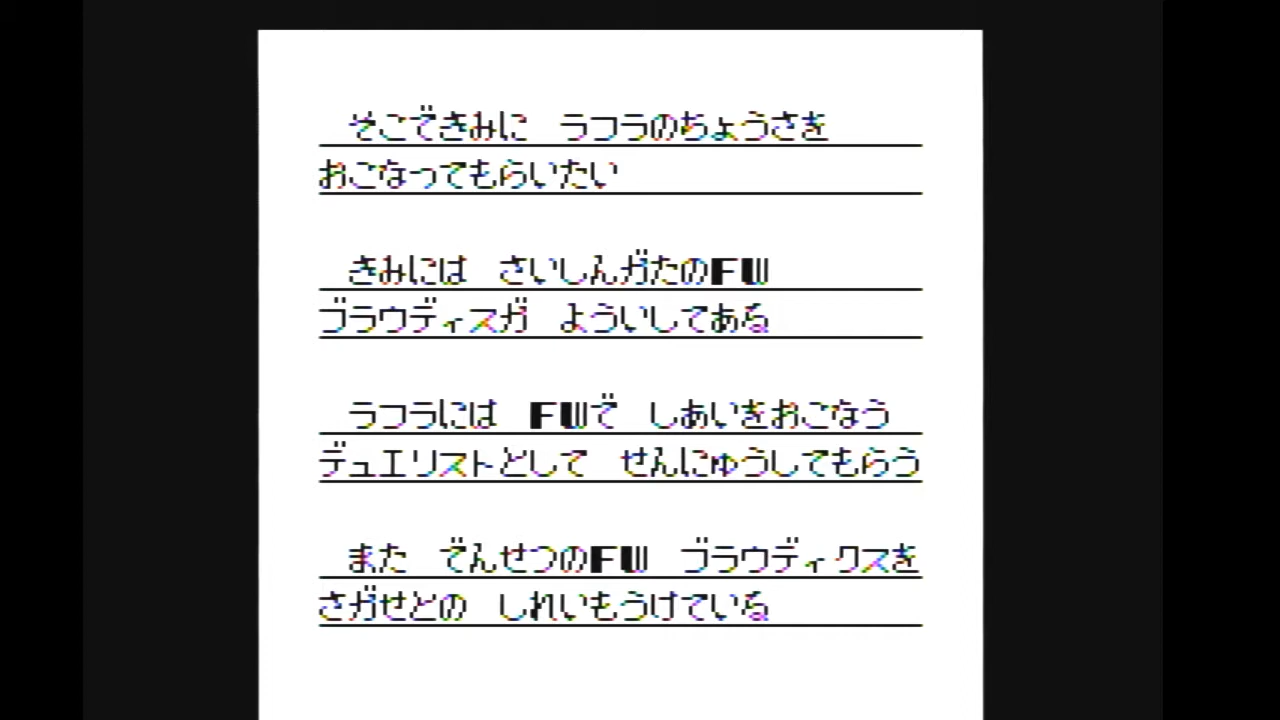 そこできみに　ラフラのちょうさを
おこなってもらいたい
きみには　さいしんがたのFW
ブラウディスが　よういしてある
ラフラには　FWで　しあいをおこなう
デュエリストとして　せんにゅうしてもらう
また　でんせつのFW　ブラウディクスを
さがせとの　しれいもうけている